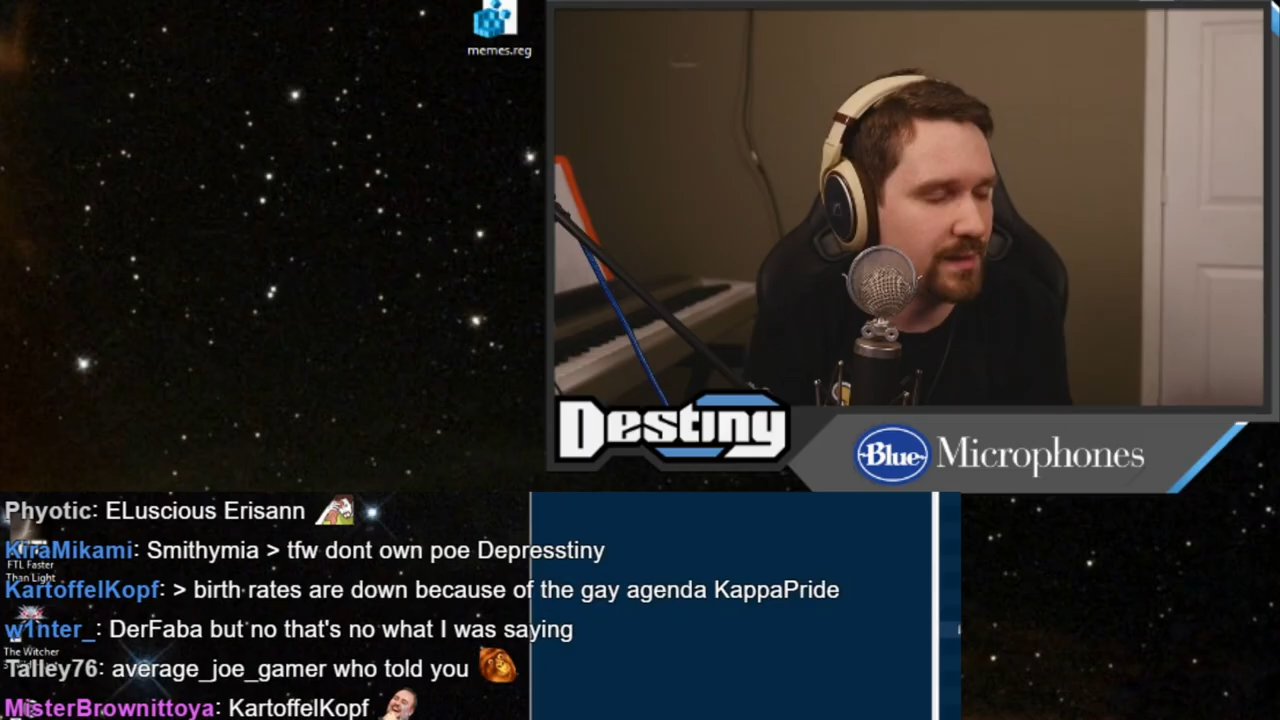 memes.reg
Destiny
Blue Microphones
Phyotic: ELuscious Erisann
KiraMikami: Smithymia > tfw dont own poe Depresstiny
FTL Faster
Than Light
KartoffelKopf: > birth rates are down because of the gay agenda KappaPride
w1nter_: DerFaba but no that's no what I was saying
The Witcher
Talley76: average_joe_gamer who told you
MisterBrownittoya: KartoffelKopf